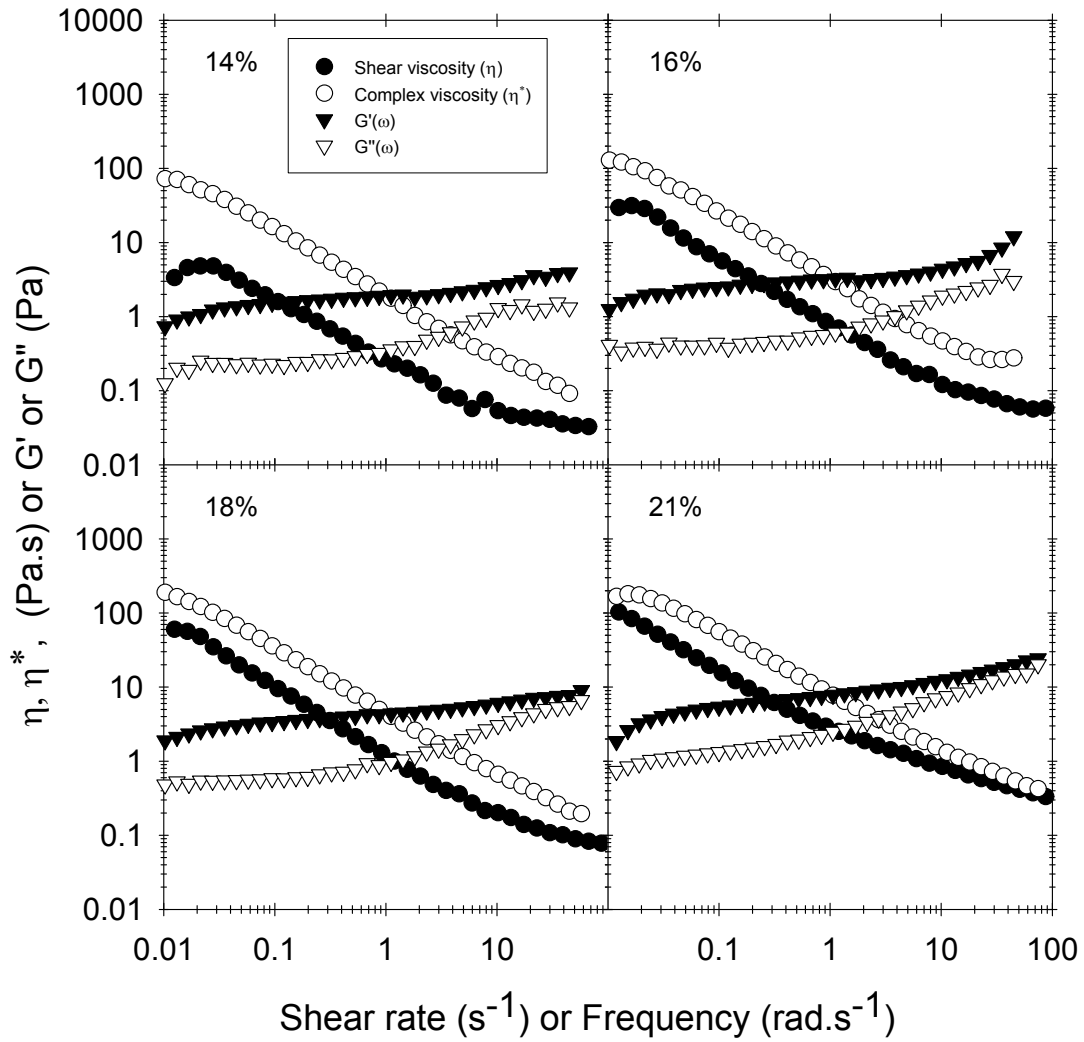 10000
14%
Shear viscosity (η)
Complex viscosity (η*)
G'(ω)
G''(ω)
16%
1000
100
10
1
0.1
0.01
18%
21%
1000
100
10
1
0.1
0.01
0.01 0.1 1 10 0.1 1 10 100
η, η*, (Pa.s) or G' or G'' (Pa)
Shear rate (s-1) or Frequency (rad.s-1)